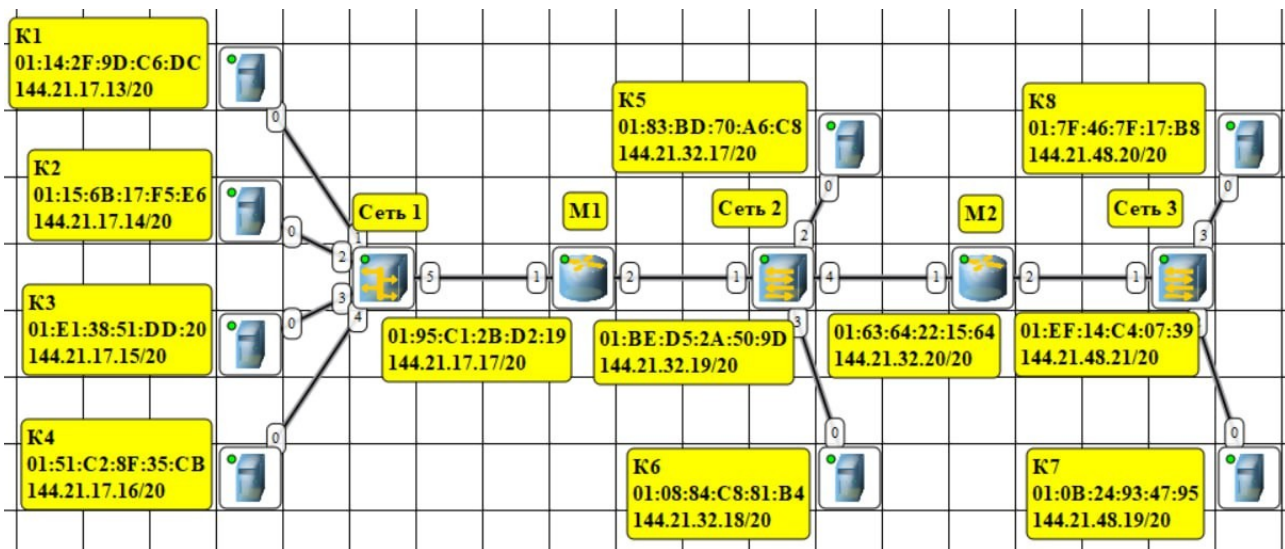 К1
01:14:2F:9D:C6:DC
144.21.17.13/20
0
К2
01:15:6B:17:F5:E6
144.21.17.14/20
0
К3
01:E1:38:51:DD:20
144.21.17.15/20
0
К4
01:51:C2:8F:35:CB
144.21.17.16/20
0
Сеть 1
1
2
3
4
5
01:95:C1:2B:D2:19
144.21.17.17/20
М1
1
2
01:BE:D5:2A:50:9D
144.21.32.19/20
К5
01:83:BD:70:A6:C8
144.21.32.17/20
0
Сеть 2
2
1
4
3
К6
01:08:84:C8:81:B4
144.21.32.18/20
0
01:63:64:22:15:64
144.21.32.20/20
М2
1
2
01:EF:14:C4:07:39
144.21.48.21/20
К8
01:7F:46:7F:17:B8
144.21.48.20/20
0
Сеть 3
3
1
К7
01:0B:24:93:47:95
144.21.48.19/20
0